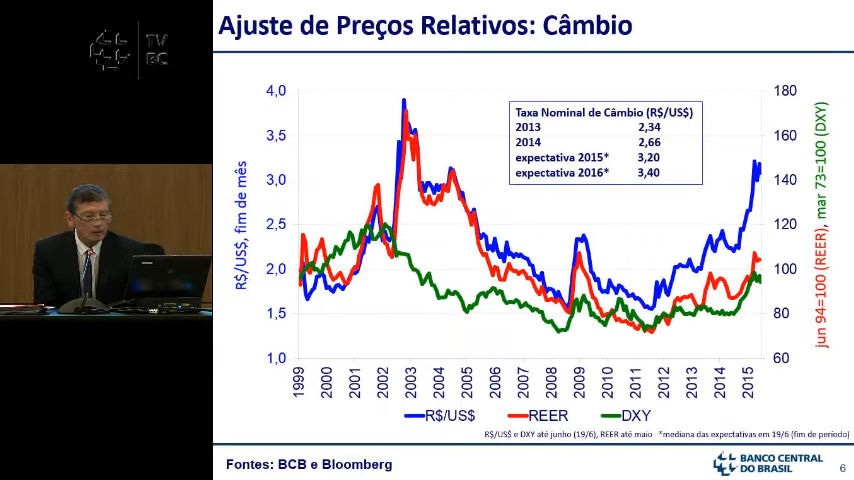 TV
BC
Ajuste de Preços Relativos: Câmbio
4,0
3,5
3,0
2,5
2,0
1,5
1,0
R$/US$, fim de mês
Taxa Nominal de Câmbio (R$/US$)
2013 2,34
2014 2,66
expectativa 2015* 3,20
expectativa 2016* 3,40
180
160
140
120
100
80
60
jun 94=100 (REER), mar 73=100 (DXY)
1999 2000 2001 2002 2003 2004 2005 2006 2007 2008 2009 2010 2011 2012 2013 2014 2015
R$/US$ REER DXY
R$/US$ e DXY até junho (19/6), REER até maio *mediana das expectativas em 19/6 (fim de período)
Fontes: BCB e Bloomberg
BANCO CENTRAL
DO BRASIL
6